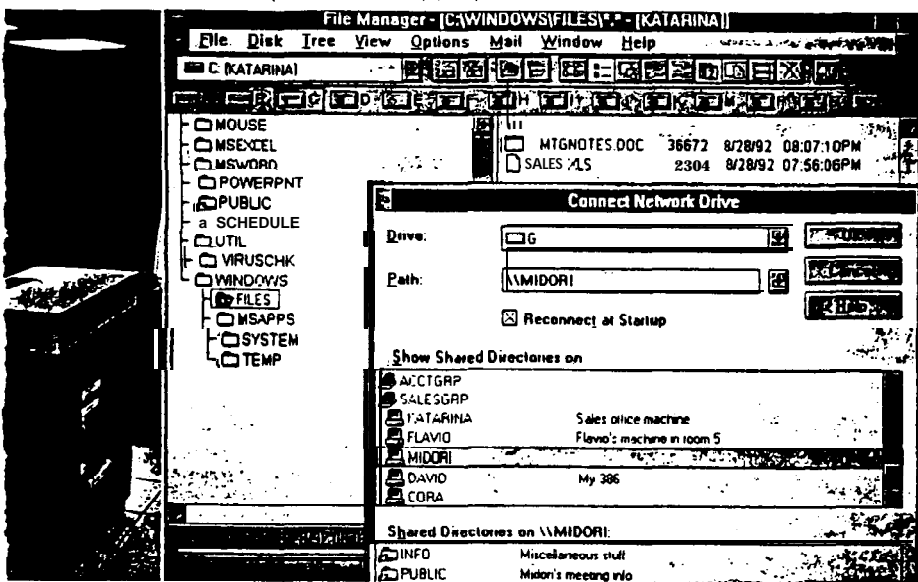 File Manager - [C:\WINDOWS\FILES\*.* - [KATARINA]]
File Disk Tree View Options Mail Window Help
C: [KATARINA]
C D E F H
MOUSE
MSEXCEL
MSWORD
POWERPNT
PUBLIC
a SCHEDULE
UTIL
VIRUSCHK
WINDOWS
FILES
MSAPPS
SYSTEM
TEMP
MTGNOTES.DOC 36672 8/28/92 08:07:10PM
SALES.XLS 2304 8/28/92 07:56:06PM
Connect Network Drive
Drive: G
Path: \\MIDORI
Help
Reconnect at Startup
Show Shared Directories on
ACCTGRP
SALESGRP
KATARINA Sales office machine
FLAVIO Flavio's machine in room 5
MIDORI
DAVID My 386
CORA
Shared Directories on \\MIDORI:
INFO Miscellaneous stuff
PUBLIC Midori's meeting info